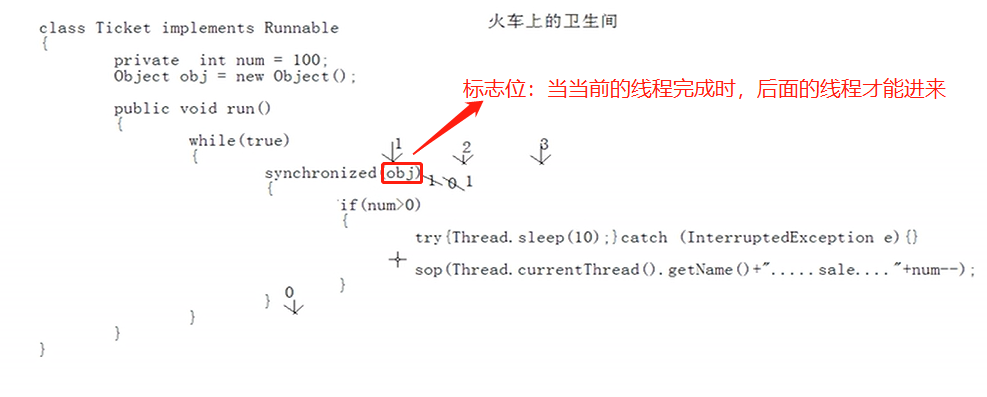 火车上的卫生间
class Ticket implements Runnable
{
private int num = 100;
Object obj = new Object();
标志位：当当前的线程完成时，后面的线程才能进来
public void run()
{
while(true)
1 2 3
{
synchronized(obj) 1 0 1
{
if(num>0)
{
try{Thread.sleep(10);}catch (InterruptedException e){}
sop(Thread.currentThread().getName()+".....sale...."+num--);
}
0
}
}
}
}